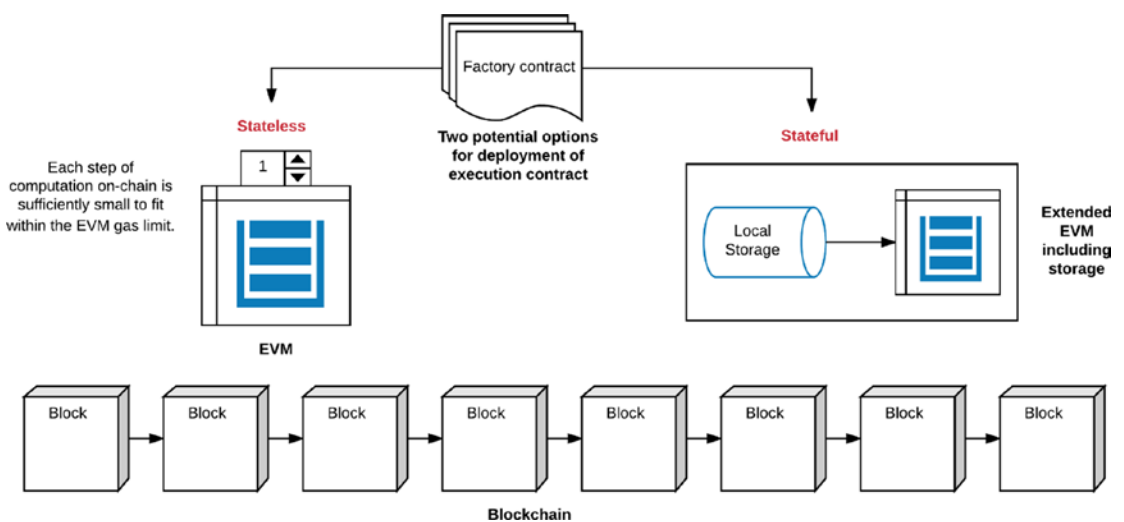 Factory contract
Two potential options
for deployment of
execution contract
Stateless
Each step of
computation on-chain is
sufficiently small to fit
within the EVM gas limit.
1
EVM
Stateful
Local
Storage
Extended
EVM
including
storage
Block
Block
Block
Block
Block
Block
Block
Block
Blockchain